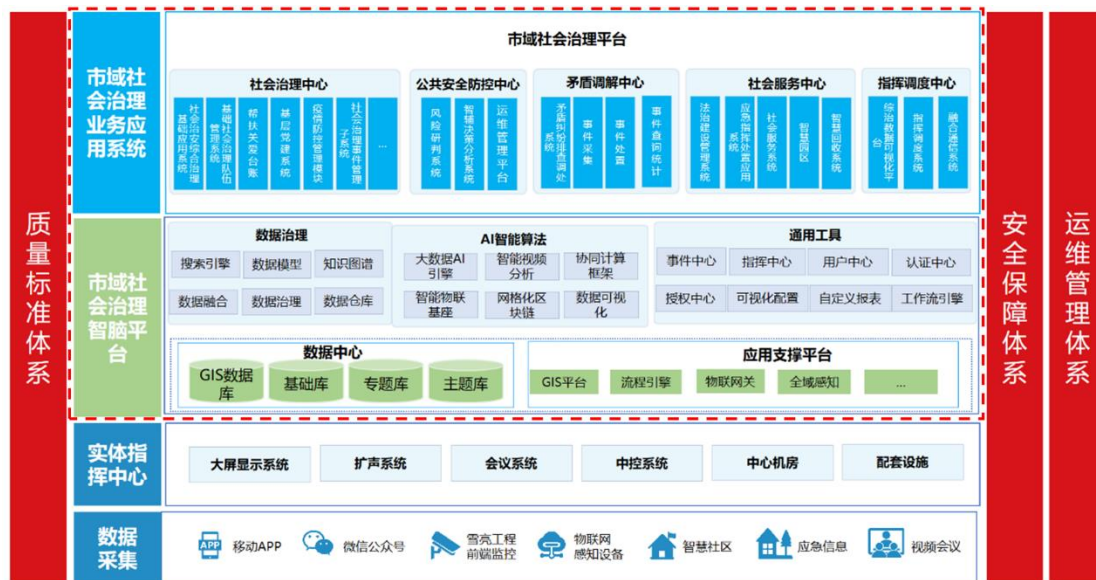 质量标准体系
市域社
会治理
业务应
用系统
市域社会治理平台
社会治理中心
社会治安综合治理
基础应用系统
基础社会治理队伍
管理系统
帮扶关爱台账
基层党建系统
疫情防控管理模块
社会治理事件管理
子系统
...
公共安全防控中心
风险研判系统
智辅决策分析系统
运维管理平台
矛盾调解中心
矛盾纠纷排查调处
系统
事件采集
事件处置
事件查询统计
社会服务中心
法治建设管理系统
应急指挥处置应用
系统
社会服务系统
智慧园区
智慧回收系统
指挥调度中心
综治数据可视化平
台
指挥调度系统
融合通信系统
市域社
会治理
智脑平
台
数据治理
搜索引擎
数据模型
知识图谱
数据融合
数据治理
数据仓库
AI智能算法
大数据AI
引擎
智能视频
分析
协同计算
框架
智能物联
基座
网格化区
块链
数据可视
化
通用工具
事件中心
指挥中心
用户中心
认证中心
授权中心
可视化配置
自定义报表
工作流引擎
数据中心
GIS数据
库
基础库
专题库
主题库
应用支撑平台
GIS平台
流程引擎
物联网关
全域感知
...
实体指
挥中心
大屏显示系统
扩声系统
会议系统
中控系统
中心机房
配套设施
数据
采集
APP
移动APP
微信公众号
雪亮工程
前端监控
物联网
感知设备
智慧社区
应急信息
视频会议
安全保障体系
运维管理体系